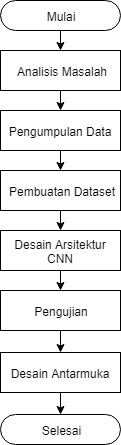 Mulai
Analisis Masalah
Pengumpulan Data
Pembuatan Dataset
Desain Arsitektur
CNN
Pengujian
Desain Antarmuka
Selesai